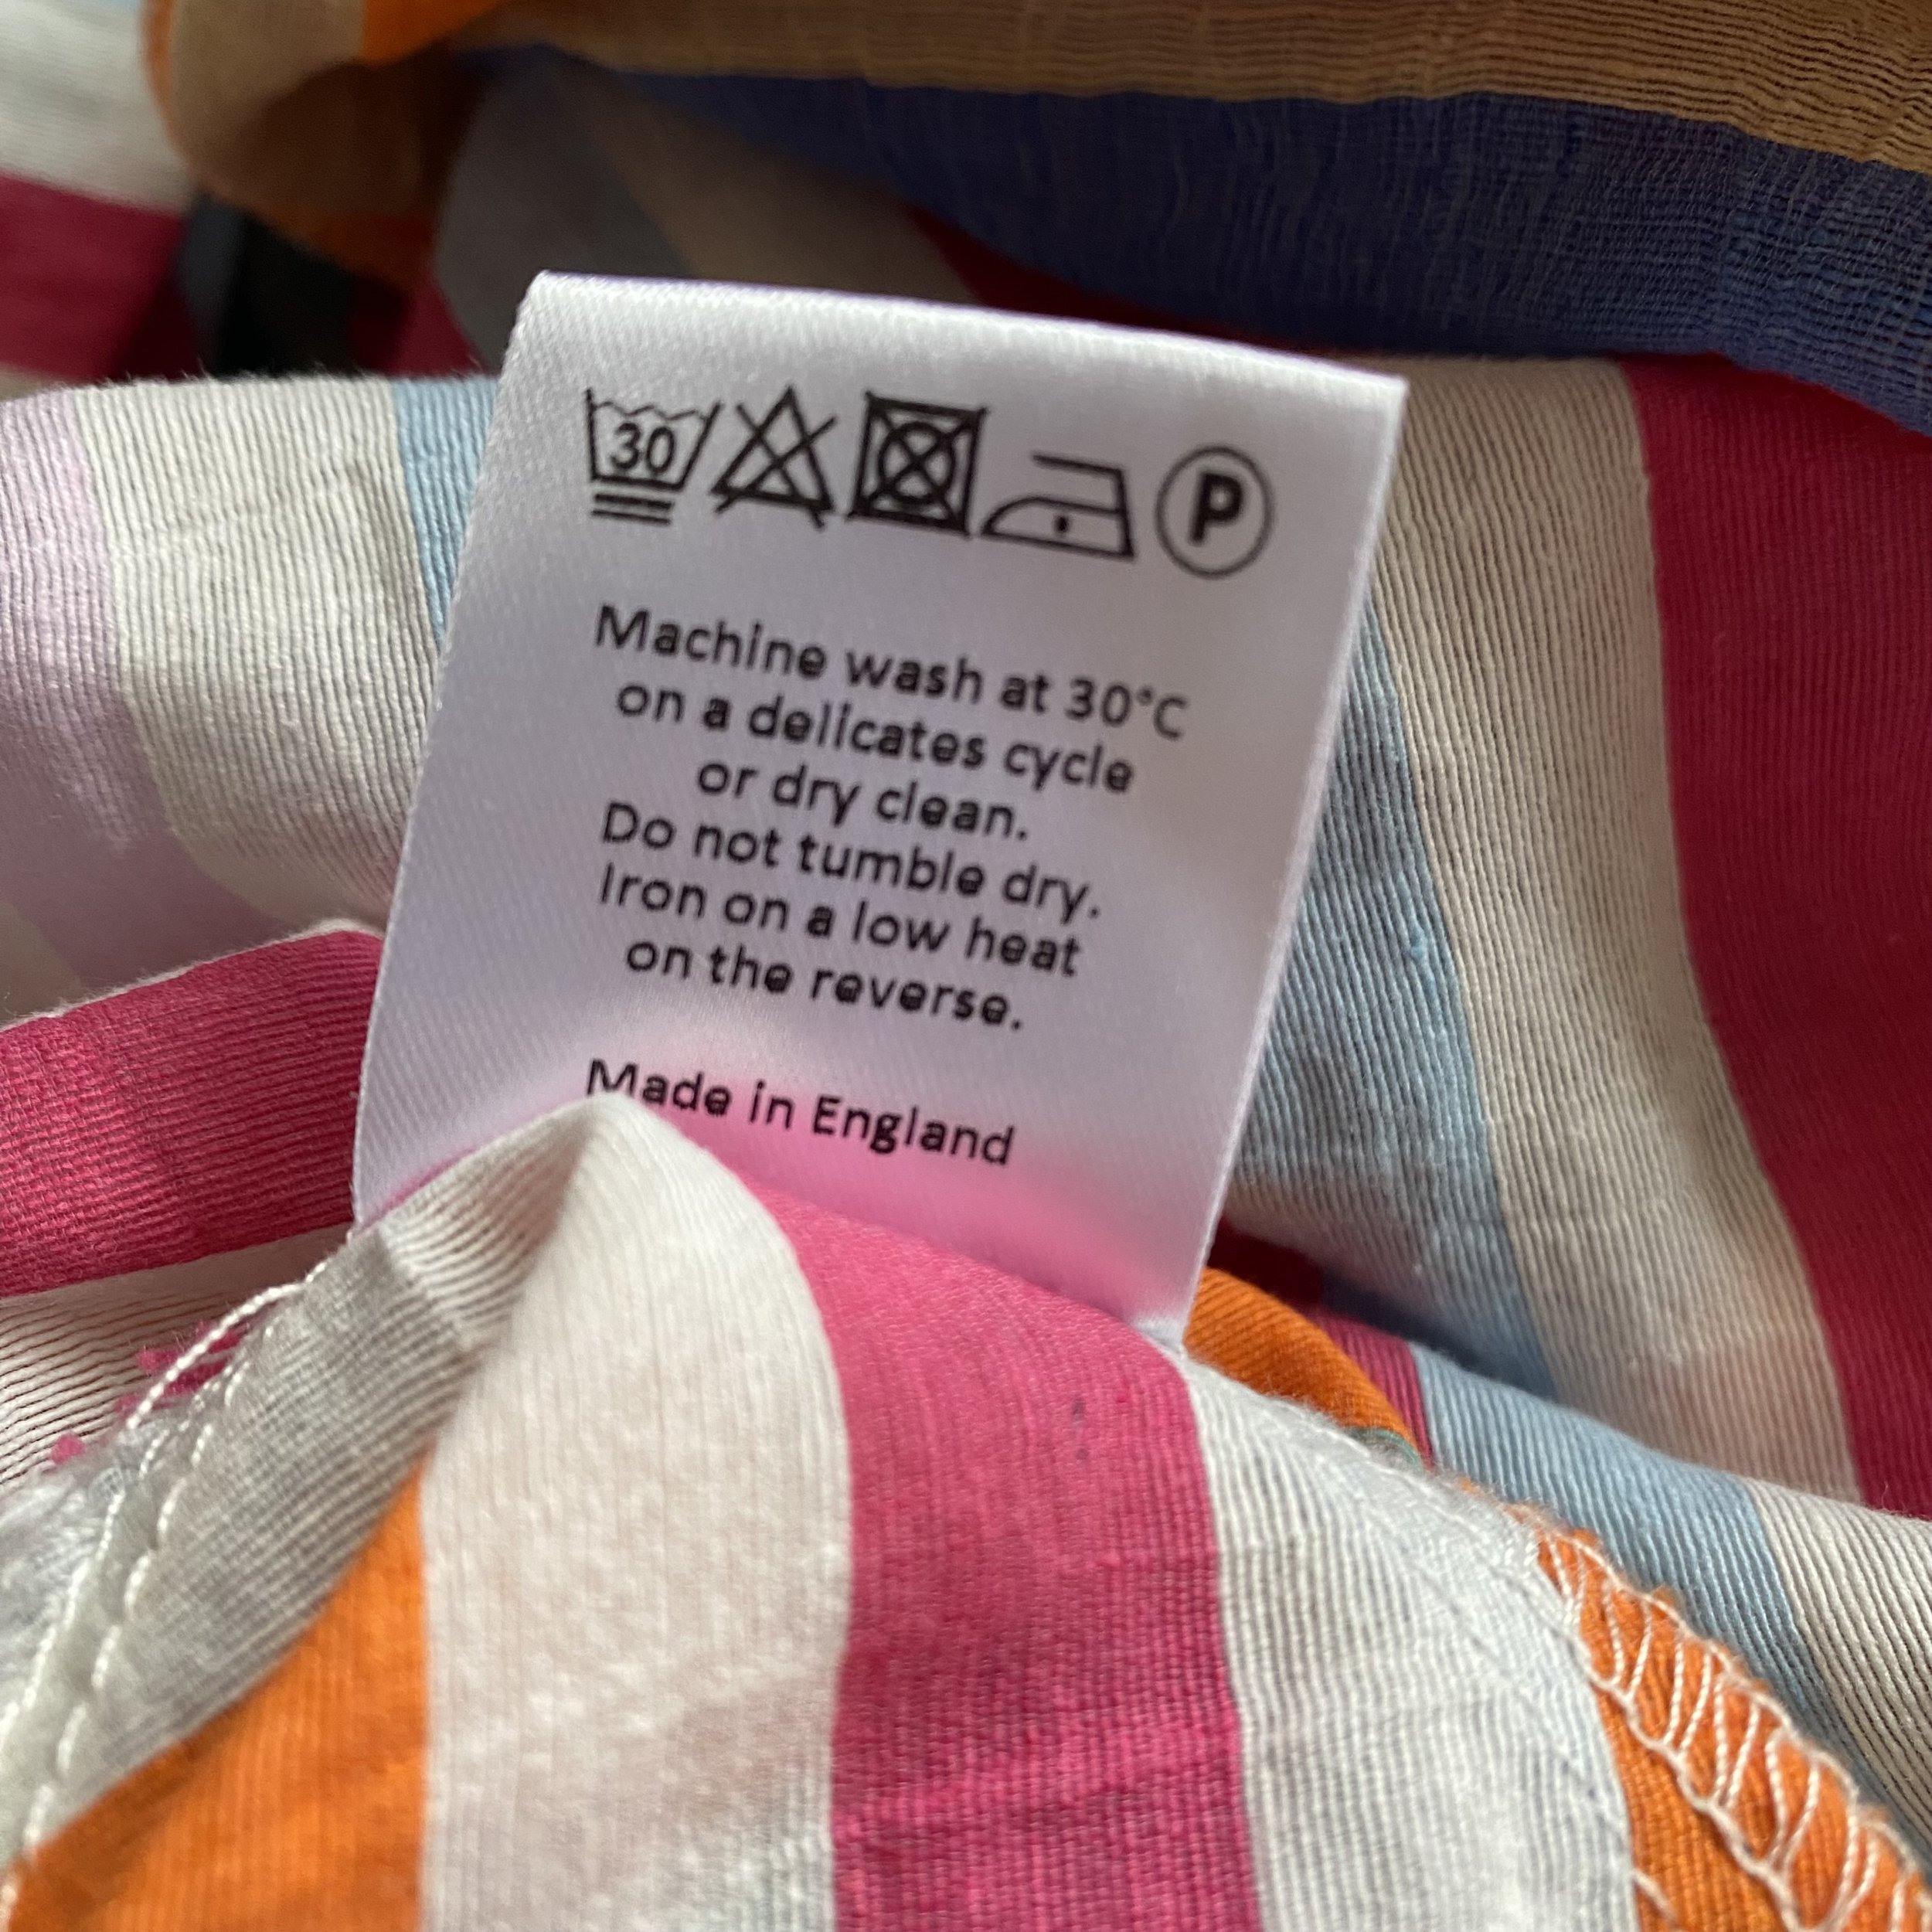 30 P
Machine wash at 30°C
on a delicates cycle
or dry clean.
Do not tumble dry.
Iron on a low heat
on the reverse.
Made in England